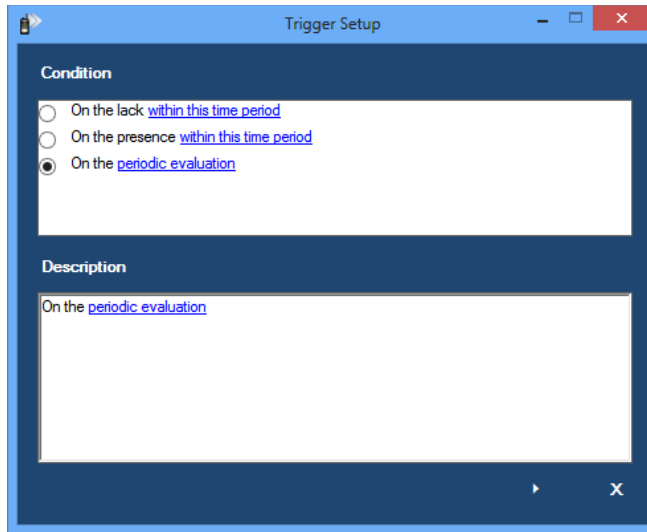 Trigger Setup
Condition
On the lack within this time period
On the presence within this time period
On the periodic evaluation
Description
On the periodic evaluation
X